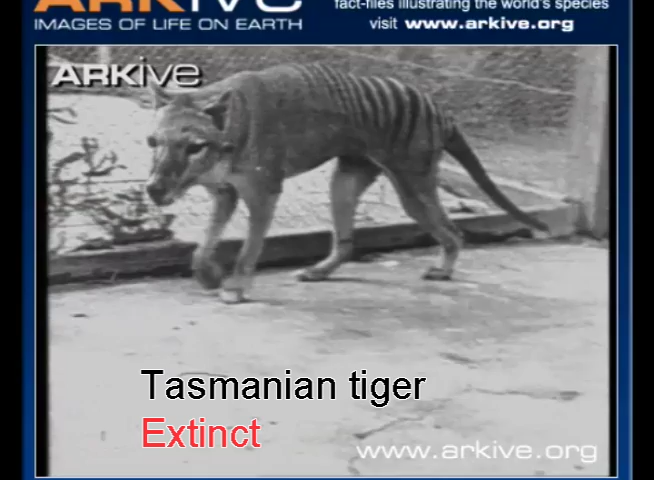 ARKIVE
IMAGES OF LIFE ON EARTH
fact-files illustrating the world's species
visit www.arkive.org
ARKive
Tasmanian tiger
Extinct
www.arkive.org